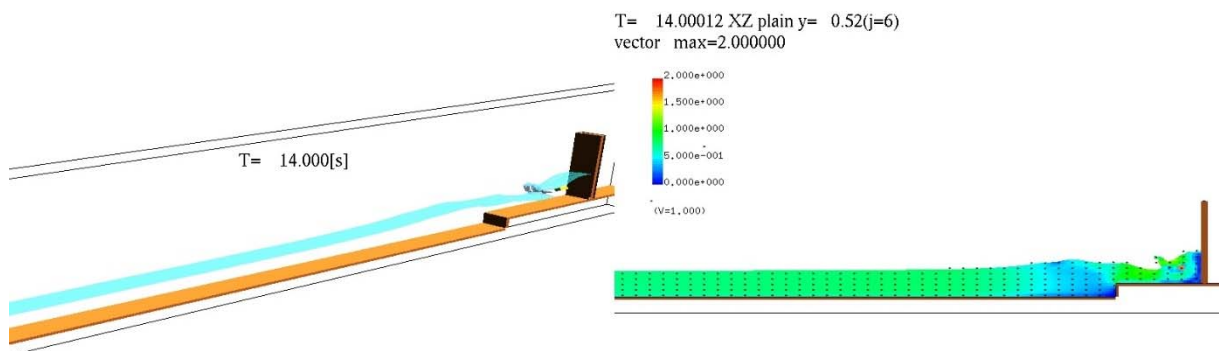 T= 14.000[s]
T= 14.00012 XZ plain y= 0.52(j=6)
vector max=2.000000
2.000e+000
1.500e+000
1.000e+000
5.000e-001
0.000e+000
(V=1.000)